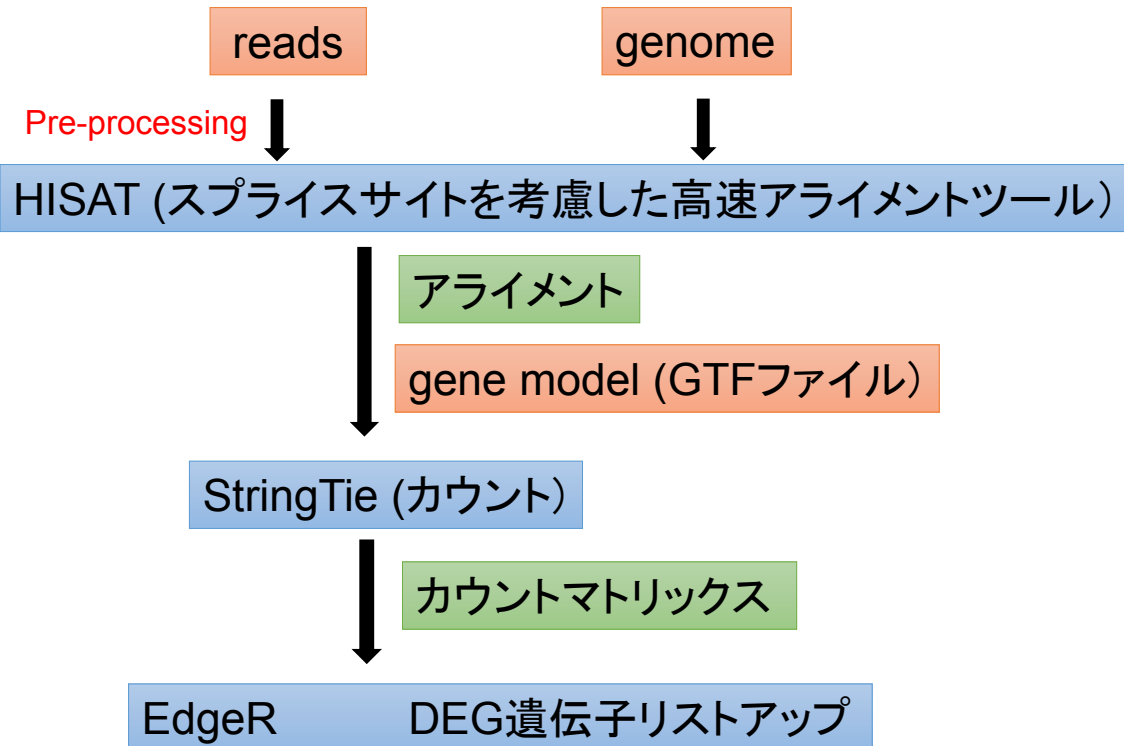 reads
genome
Pre-processing
HISAT (スプライスサイトを考慮した高速アライメントツール）
アライメント
gene model (GTFファイル）
StringTie (カウント）
カウントマトリックス
EdgeR DEG遺伝子リストアップ